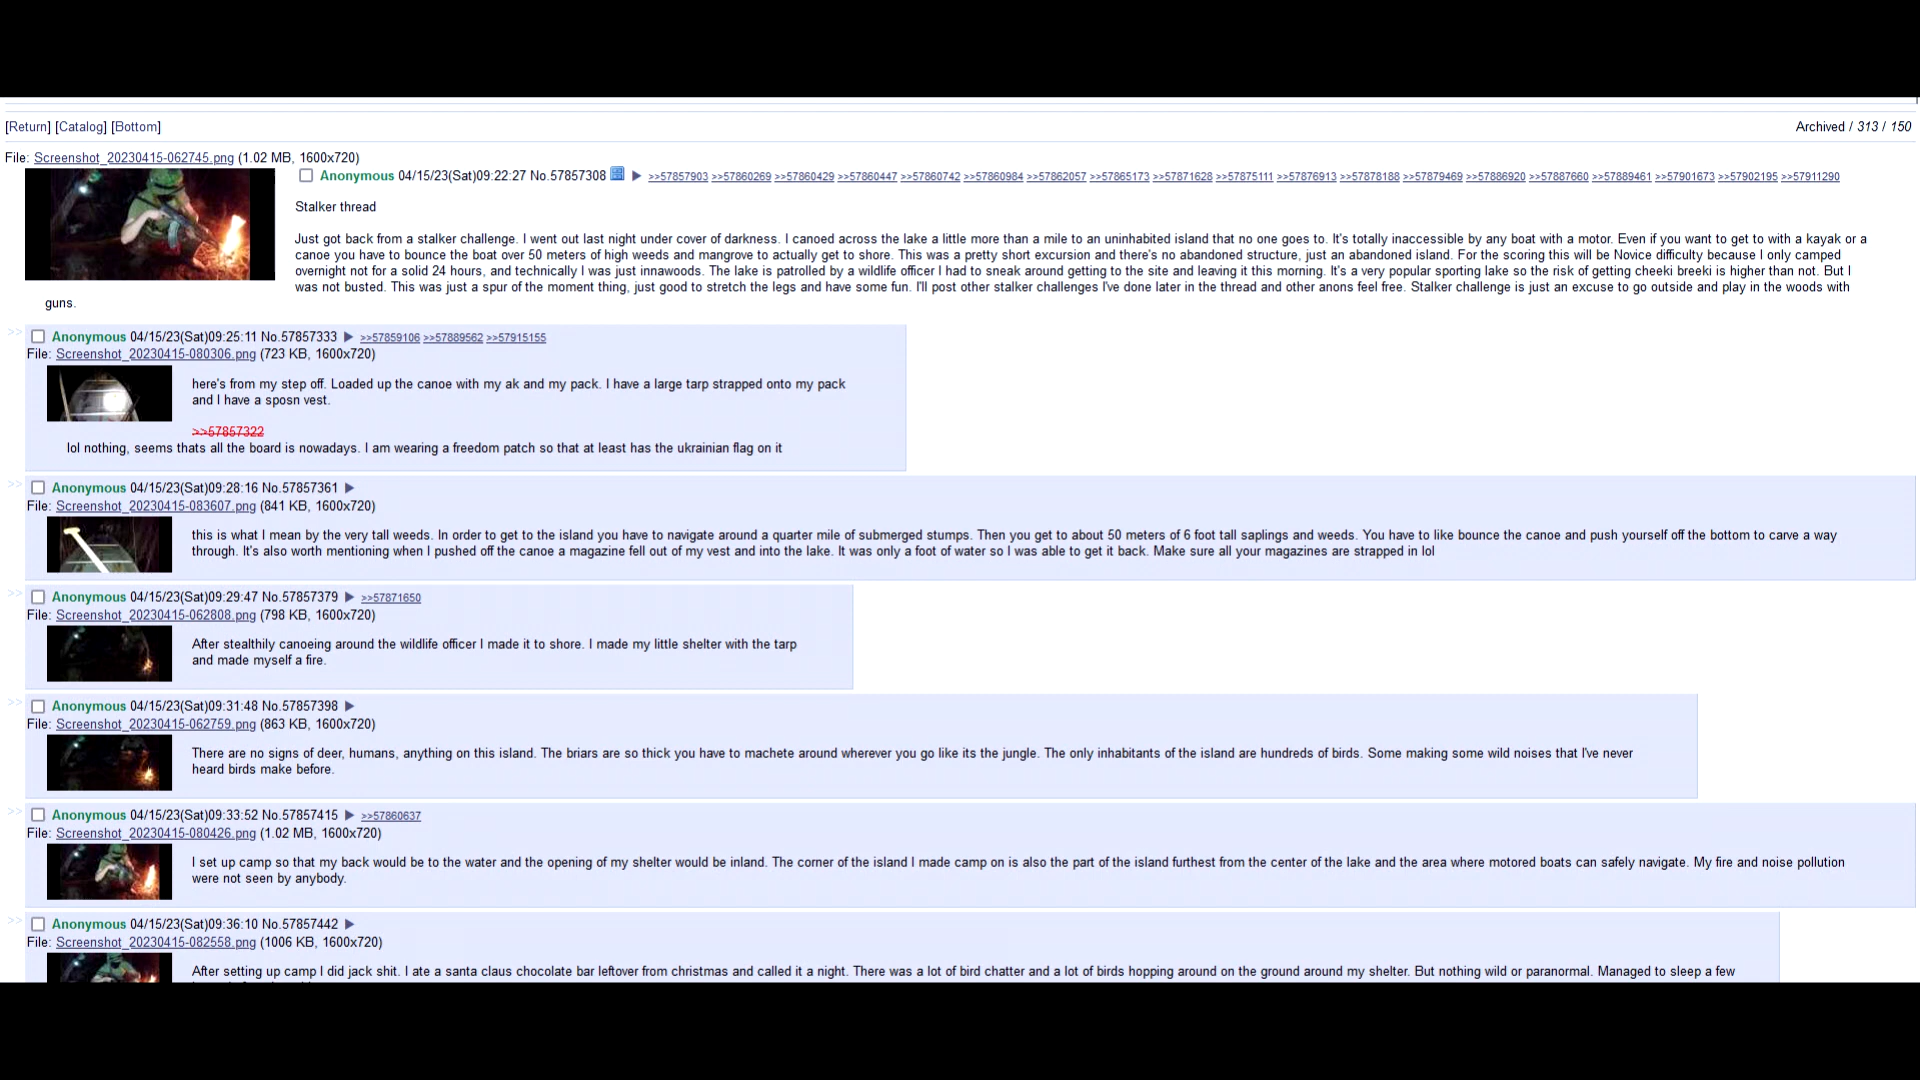 [Return] [Catalog] [Bottom]
Archived / 313 / 150
File: Screenshot_20230415-062745.png (1.02 MB, 1600x720)
Anonymous 04/15/23(Sat)09:22:27 No.57857308 ▶ >>57857903 >>57860269 >>57860429 >>57860447 >>57860742 >>57860984 >>57862057 >>57865173 >>57871628 >>57875111 >>57876913 >>57878188 >>57879469 >>57886920 >>57887660 >>57889461 >>57901673 >>57902195 >>57911290
Stalker thread
Just got back from a stalker challenge. I went out last night under cover of darkness. I canoed across the lake a little more than a mile to an uninhabited island that no one goes to. It's totally inaccessible by any boat with a motor. Even if you want to get to with a kayak or a
canoe you have to bounce the boat over 50 meters of high weeds and mangrove to actually get to shore. This was a pretty short excursion and there's no abandoned structure, just an abandoned island. For the scoring this will be Novice difficulty because I only camped
overnight not for a solid 24 hours, and technically I was just innawoods. The lake is patrolled by a wildlife officer I had to sneak around getting to the site and leaving it this morning. It's a very popular sporting lake so the risk of getting cheeki breeki is higher than not. But I
was not busted. This was just a spur of the moment thing, just good to stretch the legs and have some fun. I'll post other stalker challenges I've done later in the thread and other anons feel free. Stalker challenge is just an excuse to go outside and play in the woods with
guns.
>> Anonymous 04/15/23(Sat)09:25:11 No.57857333 ▶ >>57859106 >>57889562 >>57915155
File: Screenshot_20230415-080306.png (723 KB, 1600x720)
here's from my step off. Loaded up the canoe with my ak and my pack. I have a large tarp strapped onto my pack
and I have a sposn vest.
>>57857322
lol nothing, seems thats all the board is nowadays. I am wearing a freedom patch so that at least has the ukrainian flag on it
>> Anonymous 04/15/23(Sat)09:28:16 No.57857361 ▶
File: Screenshot_20230415-083607.png (841 KB, 1600x720)
this is what I mean by the very tall weeds. In order to get to the island you have to navigate around a quarter mile of submerged stumps. Then you get to about 50 meters of 6 foot tall saplings and weeds. You have to like bounce the canoe and push yourself off the bottom to carve a way
through. It's also worth mentioning when I pushed off the canoe a magazine fell out of my vest and into the lake. It was only a foot of water so I was able to get it back. Make sure all your magazines are strapped in lol
>> Anonymous 04/15/23(Sat)09:29:47 No.57857379 ▶ >>57871650
File: Screenshot_20230415-062808.png (798 KB, 1600x720)
After stealthily canoeing around the wildlife officer I made it to shore. I made my little shelter with the tarp
and made myself a fire.
>> Anonymous 04/15/23(Sat)09:31:48 No.57857398 ▶
File: Screenshot_20230415-062759.png (863 KB, 1600x720)
There are no signs of deer, humans, anything on this island. The briars are so thick you have to machete around wherever you go like its the jungle. The only inhabitants of the island are hundreds of birds. Some making some wild noises that I've never
heard birds make before.
>> Anonymous 04/15/23(Sat)09:33:52 No.57857415 ▶ >>57860637
File: Screenshot_20230415-080426.png (1.02 MB, 1600x720)
I set up camp so that my back would be to the water and the opening of my shelter would be inland. The corner of the island I made camp on is also the part of the island furthest from the center of the lake and the area where motored boats can safely navigate. My fire and noise pollution
were not seen by anybody.
>> Anonymous 04/15/23(Sat)09:36:10 No.57857442 ▶
File: Screenshot_20230415-082558.png (1006 KB, 1600x720)
After setting up camp I did jack shit. I ate a santa claus chocolate bar leftover from christmas and called it a night. There was a lot of bird chatter and a lot of birds hopping around on the ground around my shelter. But nothing wild or paranormal. Managed to sleep a few